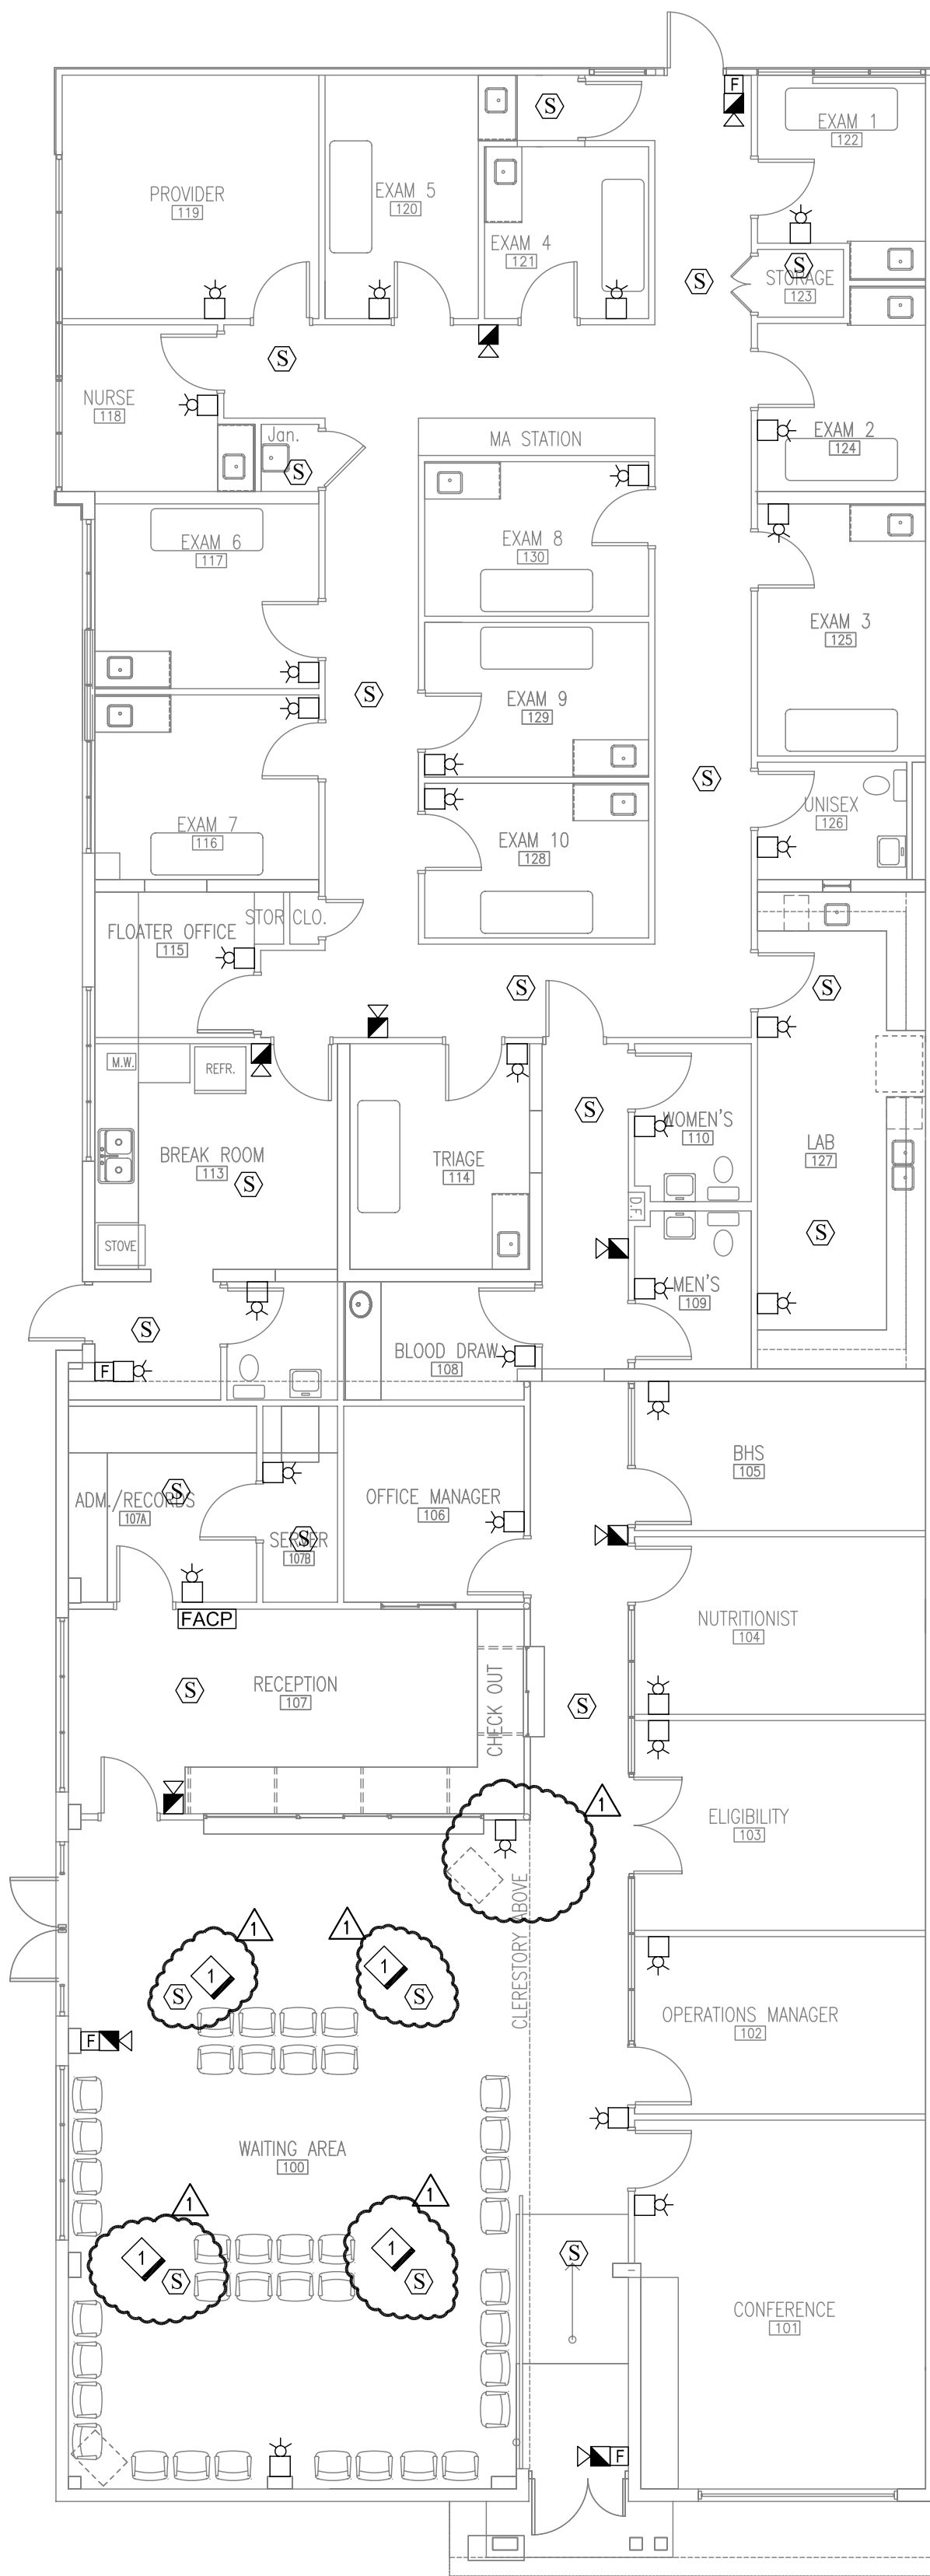 F
EXAM 1
122
S
PROVIDER
119
EXAM 5
120
EXAM 4
121
S
S
STORAGE
123
S
NURSE
118
Jan.
S
MA STATION
EXAM 2
124
EXAM 6
117
EXAM 8
130
EXAM 3
125
S
EXAM 9
129
S
UNISEX
126
EXAM 7
116
EXAM 10
128
STOR CLO.
FLOATER OFFICE
115
S
S
M.W.
REFR.
S
WOMEN'S
110
BREAK ROOM
113
S
TRIAGE
114
LAB
127
D.F.
S
STOVE
MEN'S
109
S
F
BLOOD DRAW
108
BHS
105
ADM./RECORDS
S
107A
OFFICE MANAGER
106
SERVER
S
107B
FACP
NUTRITIONIST
104
RECEPTION
107
S
CHECK OUT
S
1
ELIGIBILITY
103
CLERESTORY ABOVE
1
1
1
1
S
S
OPERATIONS MANAGER
102
F
WAITING AREA
100
1
1
1
1
S
S
S
CONFERENCE
101
F